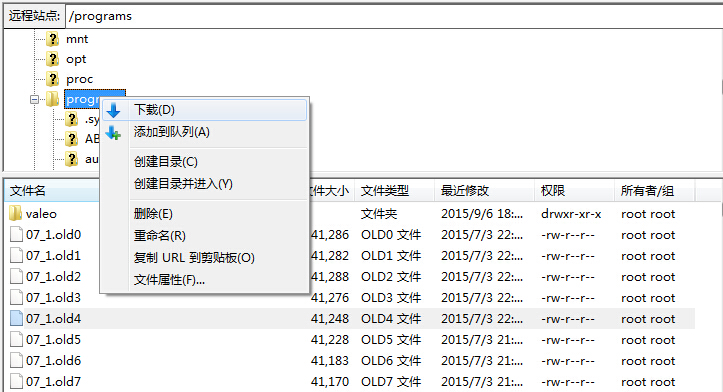 远程站点: /programs
mnt
opt
proc
下载(D)
添加到队列(A)
创建目录(C)
创建目录并进入(Y)
删除(E)
重命名(R)
复制 URL 到剪贴板(O)
文件属性(F)...
.sy
AB
au
文件名 文件大小 文件类型 最近修改 权限 所有者/组
valeo 文件夹 2015/9/6 18:... drwxr-xr-x root root
07_1.old0 41,286 OLD0 文件 2015/7/3 22:... -rw-r--r-- root root
07_1.old1 41,282 OLD1 文件 2015/7/3 22:... -rw-r--r-- root root
07_1.old2 41,288 OLD2 文件 2015/7/3 22:... -rw-r--r-- root root
07_1.old3 41,276 OLD3 文件 2015/7/3 22:... -rw-r--r-- root root
07_1.old4 41,248 OLD4 文件 2015/7/3 22:... -rw-r--r-- root root
07_1.old5 41,228 OLD5 文件 2015/7/3 21:... -rw-r--r-- root root
07_1.old6 41,183 OLD6 文件 2015/7/3 21:... -rw-r--r-- root root
07_1.old7 41,170 OLD7 文件 2015/7/3 21:... -rw-r--r-- root root